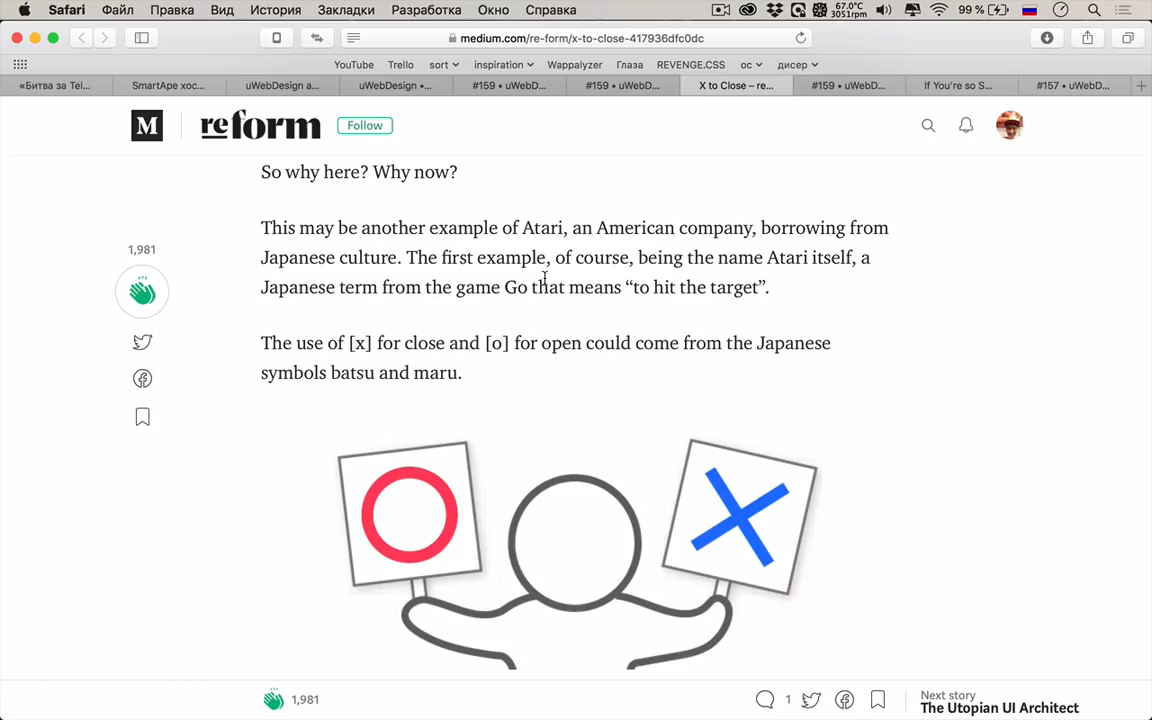 Safari Файл Правка Вид История Закладки Разработка Окно Справка 67.0°C 3051rpm 99 %
medium.com/re-form/x-to-close-417936dfc0dc
YouTube Trello sort inspiration Wappalyzer Глаза REVENGE.CSS ос дисер
«Битва за Tel... SmartApe хос... uWebDesign a... uWebDesign •... #159 • uWebD... #159 • uWebD... X to Close – re... #159 • uWebD... If You're so S... #157 • uWebD...
M re:form Follow
So why here? Why now?
This may be another example of Atari, an American company, borrowing from
Japanese culture. The first example, of course, being the name Atari itself, a
1,981
Japanese term from the game Go that means “to hit the target”.
The use of [x] for close and [o] for open could come from the Japanese
symbols batsu and maru.
1,981 1 Next story
The Utopian UI Architect